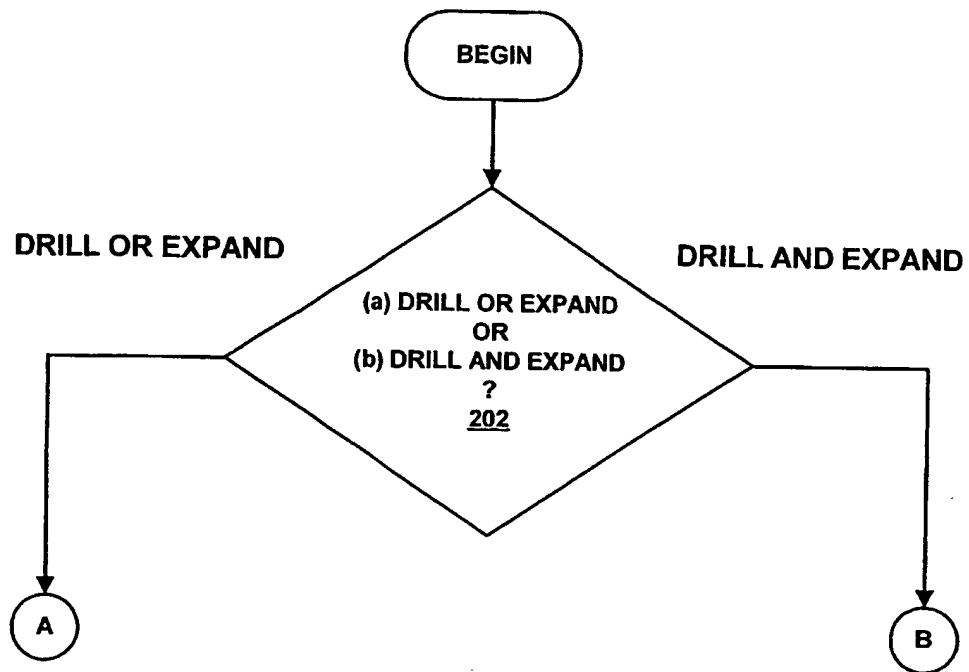 BEGIN
DRILL OR EXPAND
DRILL AND EXPAND
(a) DRILL OR EXPAND
OR
(b) DRILL AND EXPAND
?
202
A
B